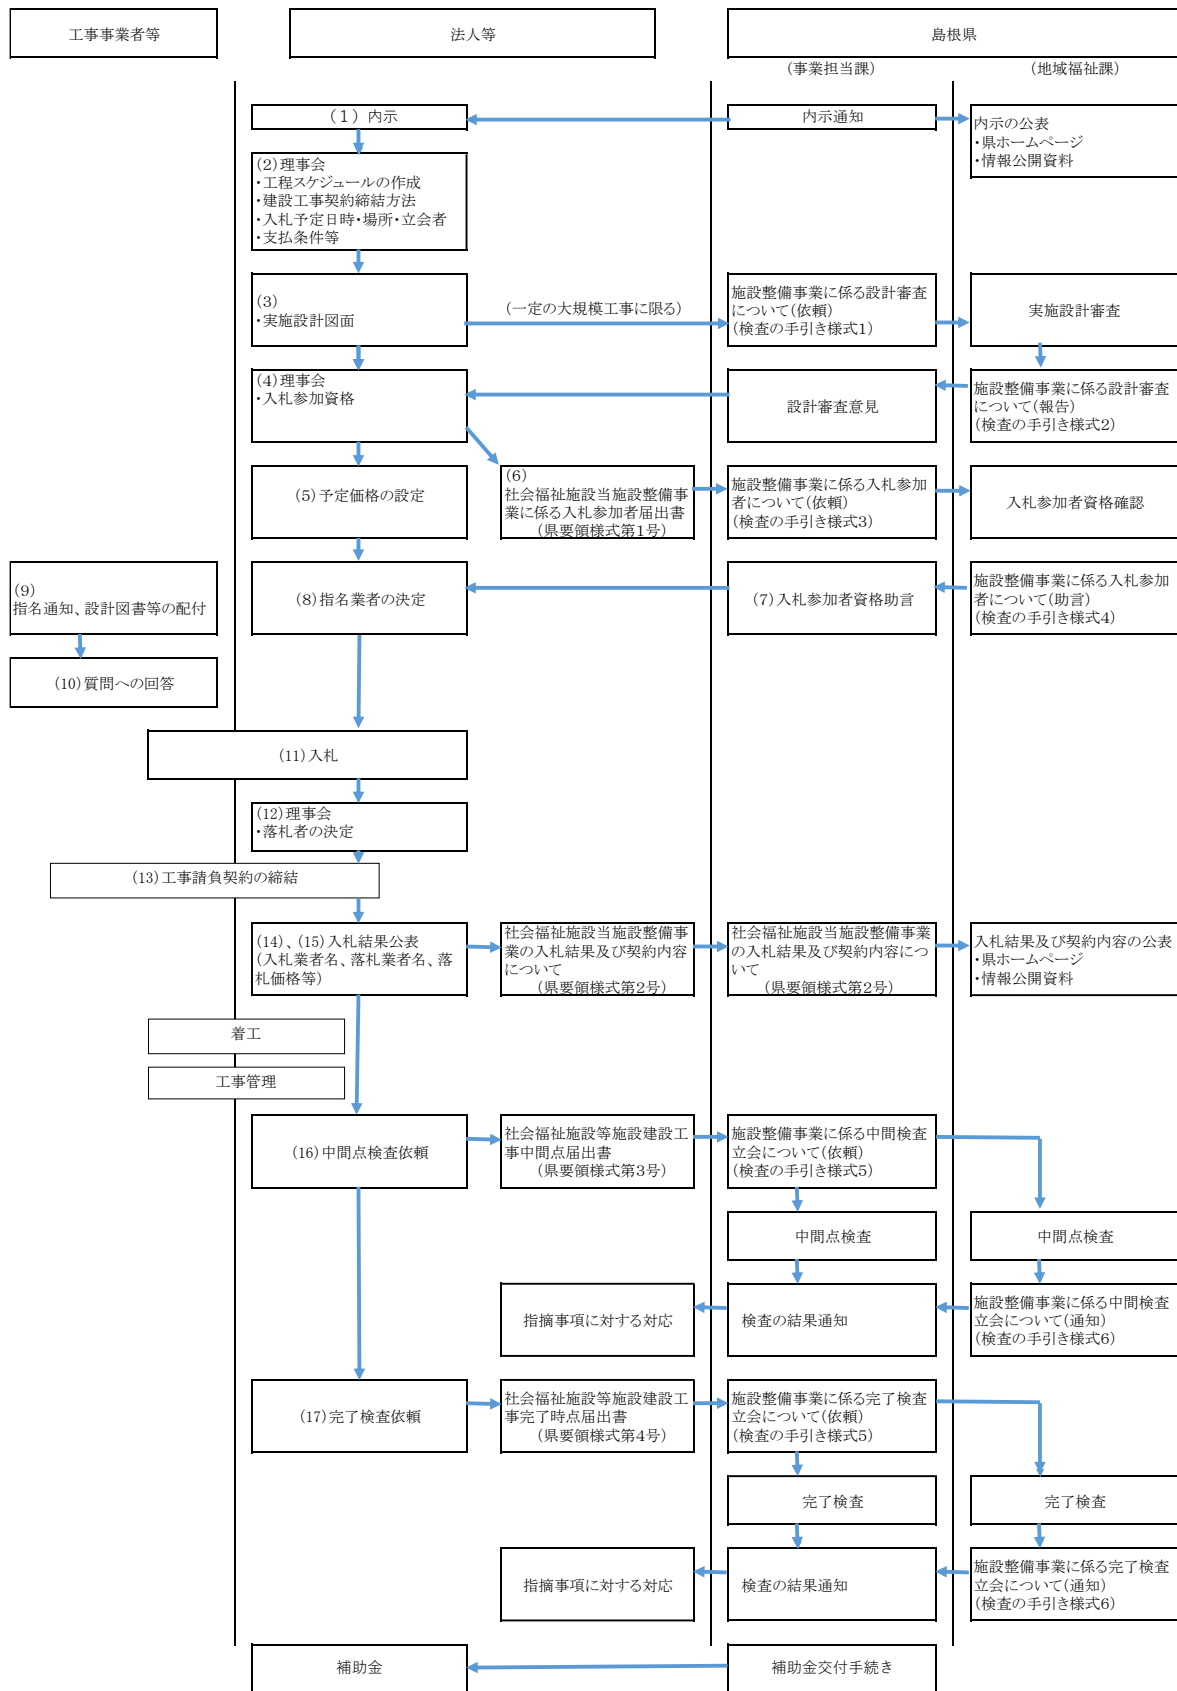 工事事業者等
法人等
島根県
(事業担当課)
(地域福祉課)
(1)内示
内示通知
内示の公表
・県ホームページ
・情報公開資料
(2)理事会
・工程スケジュールの作成
・建設工事契約締結方法
・入札予定日時・場所・立会者
・支払条件等
(3)
・実施設計図面
(一定の大規模工事に限る)
施設整備事業に係る設計審査
について(依頼)
(検査の手引き様式1)
実施設計審査
(4)理事会
・入札参加資格
設計審査意見
施設整備事業に係る設計審査
について(報告)
(検査の手引き様式2)
(5)予定価格の設定
(6)
社会福祉施設当施設整備事
業に係る入札参加者届出書
(県要領様式第1号)
施設整備事業に係る入札参加
者について(依頼)
(検査の手引き様式3)
入札参加者資格確認
(9)
指名通知、設計図書等の配付
(8)指名業者の決定
(7)入札参加者資格助言
施設整備事業に係る入札参加
者について(助言)
(検査の手引き様式4)
(10)質問への回答
(11)入札
(12)理事会
・落札者の決定
(13)工事請負契約の締結
(14)、(15)入札結果公表
(入札業者名、落札業者名、落
札価格等)
社会福祉施設当施設整備事
業の入札結果及び契約内容
について
(県要領様式第2号)
社会福祉施設当施設整備事業
の入札結果及び契約内容につ
いて
(県要領様式第2号)
入札結果及び契約内容の公表
・県ホームページ
・情報公開資料
着工
工事管理
(16)中間点検査依頼
社会福祉施設等施設建設工
事中間点届出書
(県要領様式第3号)
施設整備事業に係る中間検査
立会について(依頼)
(検査の手引き様式5)
中間点検査
中間点検査
指摘事項に対する対応
検査の結果通知
施設整備事業に係る中間検査
立会について(通知)
(検査の手引き様式6)
(17)完了検査依頼
社会福祉施設等施設建設工
事完了時点届出書
(県要領様式第4号)
施設整備事業に係る完了検査
立会について(依頼)
(検査の手引き様式5)
完了検査
完了検査
指摘事項に対する対応
検査の結果通知
施設整備事業に係る完了検査
立会について(通知)
(検査の手引き様式6)
補助金
補助金交付手続き